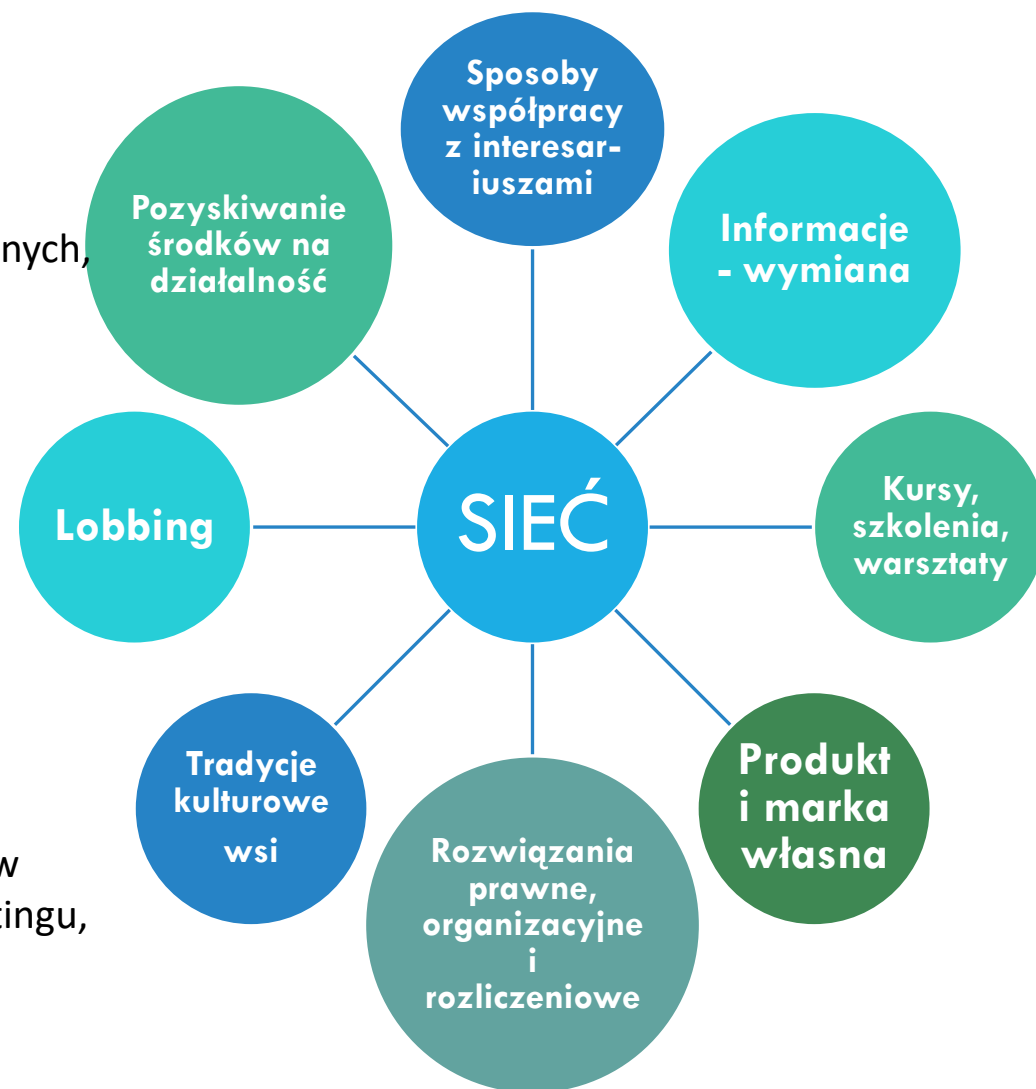 Sposoby
współpracy
z interesar-
iuszami
Pozyskiwanie
środków na
działalność
nych,
Informacje
- wymiana
Lobbing
SIEĆ
Kursy,
szkolenia,
warsztaty
Tradycje
kulturowe
wsi
Produkt
i marka
własna
Rozwiązania
prawne,
organizacyjne
i
rozliczeniowe
w
tingu,